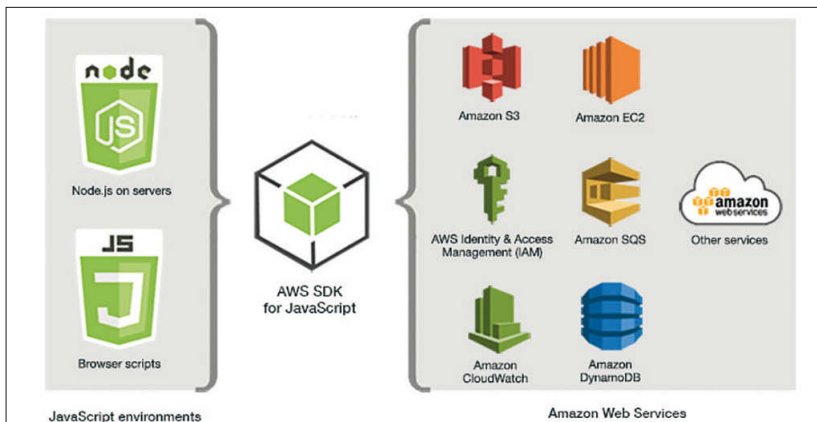 node
JS
Node.js on servers
JS
Browser scripts
JavaScript environments
AWS SDK
for JavaScript
Amazon S3
Amazon EC2
AWS Identity & Access
Management (IAM)
Amazon SQS
amazon
webservices
Other services
Amazon
CloudWatch
Amazon
DynamoDB
Amazon Web Services